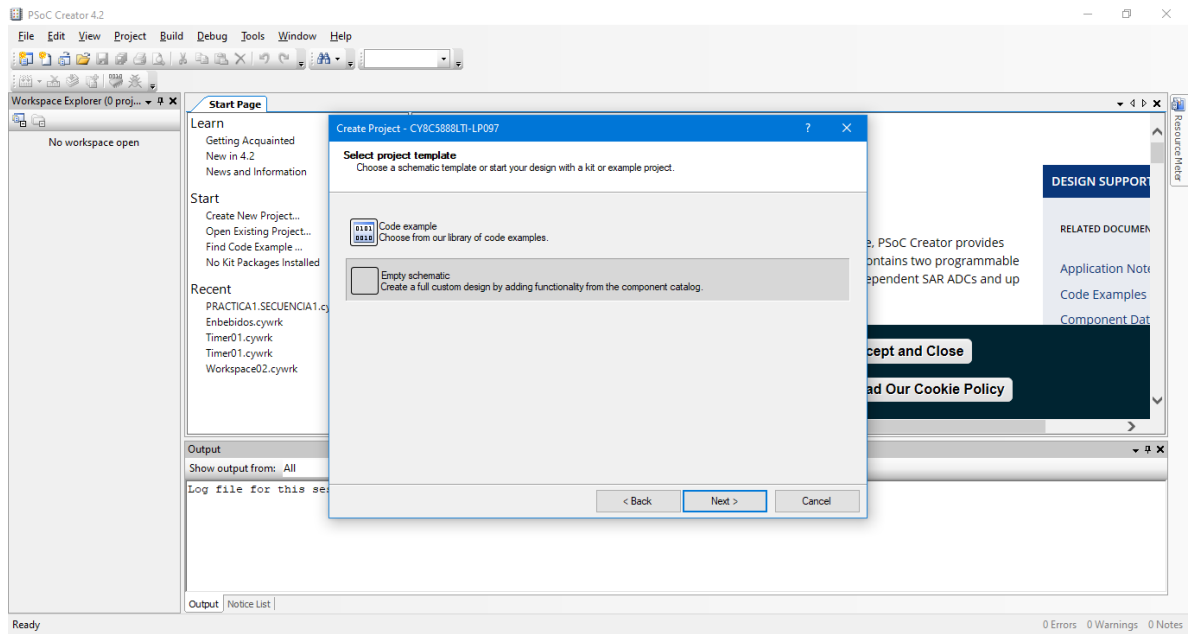 PSoC Creator 4.2
File Edit View Project Build Debug Tools Window Help
Workspace Explorer (0 proj...
No workspace open
Start Page
Learn
Getting Acquainted
New in 4.2
News and Information
Start
Create New Project...
Open Existing Project...
Find Code Example ...
No Kit Packages Installed
Recent
PRACTICA1.SECUENCIA1.cy
Enbebidos.cywrk
Timer01.cywrk
Timer01.cywrk
Workspace02.cywrk
Create Project - CY8C5888LTI-LP097
Select project template
Choose a schematic template or start your design with a kit or example project.
0101
0010
Code example
Choose from our library of code examples.
Empty schematic
Create a full custom design by adding functionality from the component catalog.
< Back Next > Cancel
e, PSoC Creator provides
ontains two programmable
ependent SAR ADCs and up
DESIGN SUPPORT
RELATED DOCUMEN
Application Note
Code Examples
Component Dat
cept and Close
ad Our Cookie Policy
Resource Meter
Output
Show output from: All
Log file for this se
Output Notice List
Ready
0 Errors 0 Warnings 0 Notes